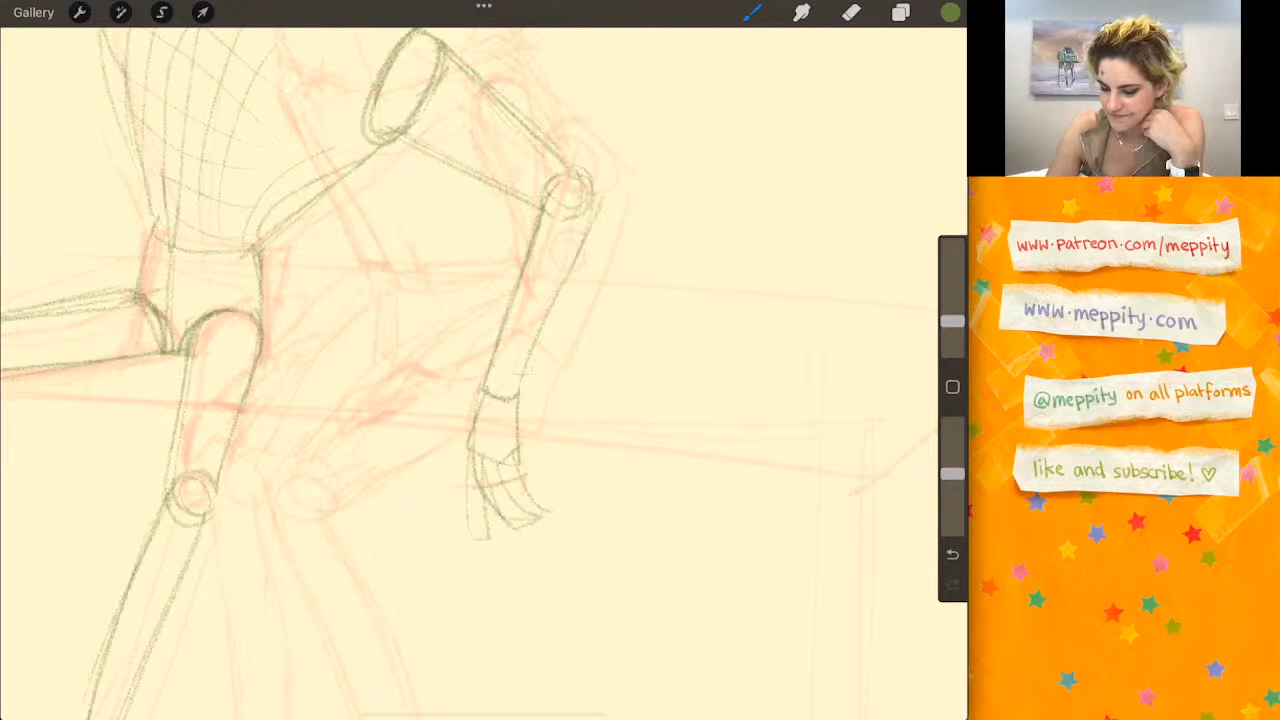 Gallery
www.patreon.com/meppity
www.meppity.com
@meppity on all platforms
like and subscribe! ♡